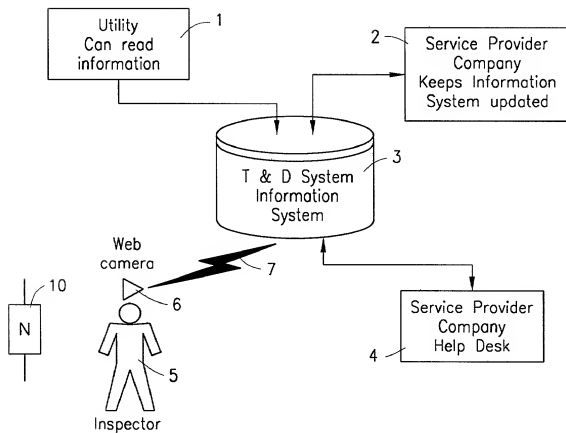 Utility
Can read
information
1
2
Service Provider
Company
Keeps Information
System updated
3
T & D System
Information
System
Web
camera
7
6
10
N
5
Inspector
Service Provider
Company
Help Desk
4